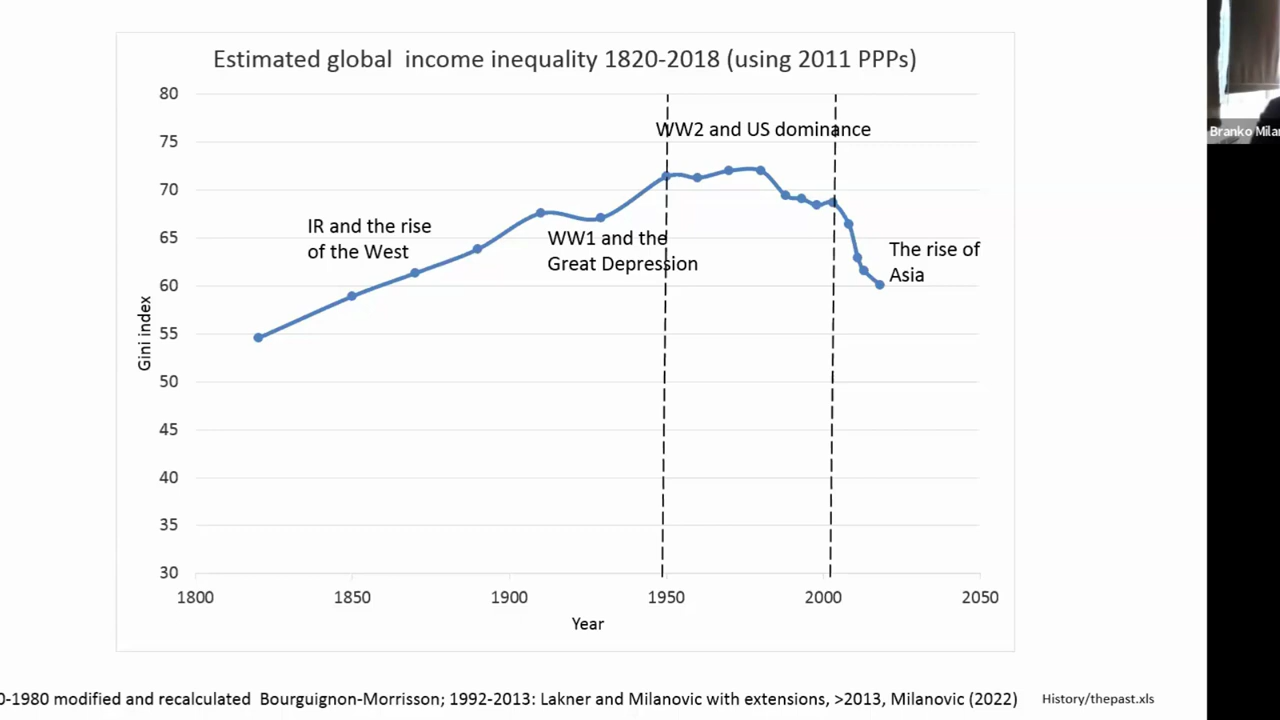 Estimated global income inequality 1820-2018 (using 2011 PPPs)
80
75
70
65
60
55
50
45
40
35
30
Gini index
WW2 and US dominance
IR and the rise
of the West
WW1 and the
Great Depression
The rise of
Asia
1800 1850 1900 1950 2000 2050
Year
0-1980 modified and recalculated Bourguignon-Morrisson; 1992-2013: Lakner and Milanovic with extensions, >2013, Milanovic (2022)
History/thepast.xls
Branko Milan